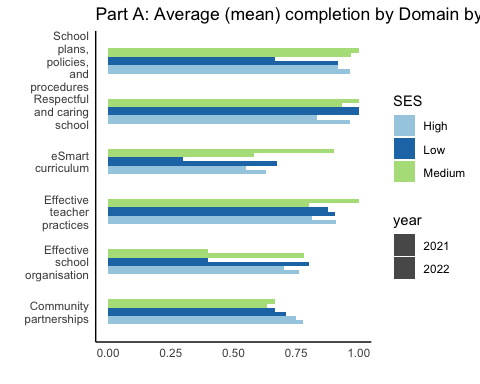 Part A: Average (mean) completion by Domain by
School
plans,
policies,
and
procedures
Respectful
and caring
school
eSmart
curriculum
Effective
teacher
practices
Effective
school
organisation
Community
partnerships
0.00 0.25 0.50 0.75 1.00
SES
High
Low
Medium
year
2021
2022